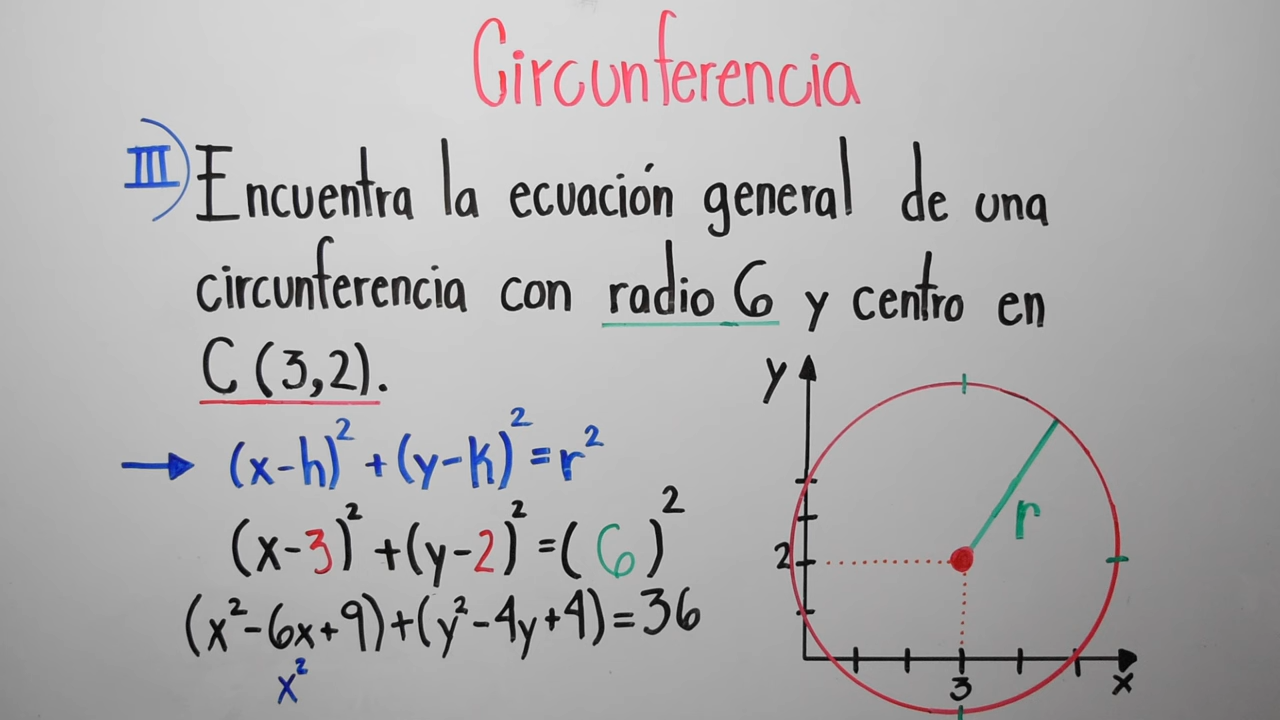 Circunferencia
III) Encuentra la ecuación general de una
circunferencia con radio 6 y centro en
C (3,2).
→ (x-h)² + (y-k)² = r²
(x-3)² + (y-2)² = (6)²
(x²-6x+9)+(y²-4y+4)=36
x²
y
r
2
3
x